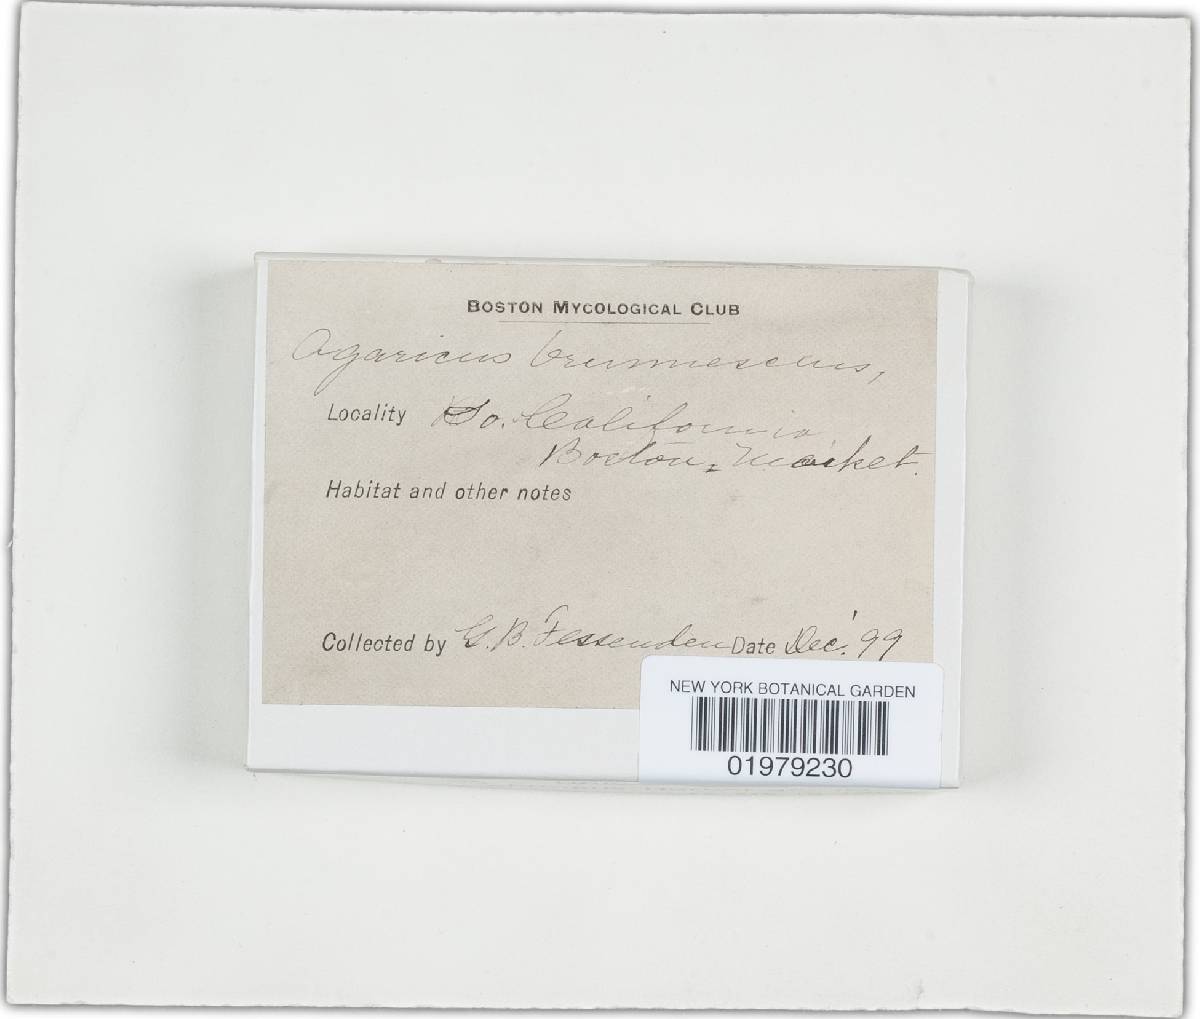 BOSTON MYCOLOGICAL CLUB
Agaricus brunnescens,
Locality So. California
Boston, Market.
Habitat and other notes
Collected by G. B. Fessenden Date Dec. '99
NEW YORK BOTANICAL GARDEN
01979230